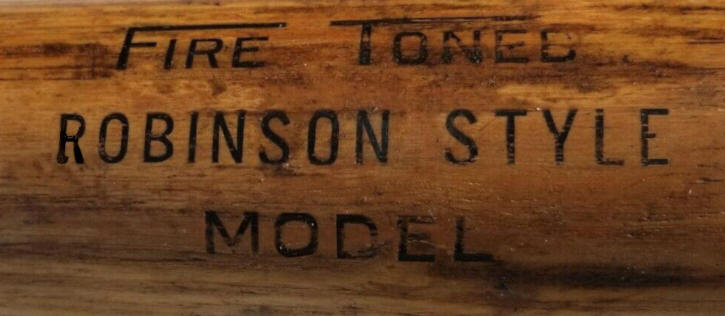 FIRE TONED
ROBINSON STYLE
MODEL